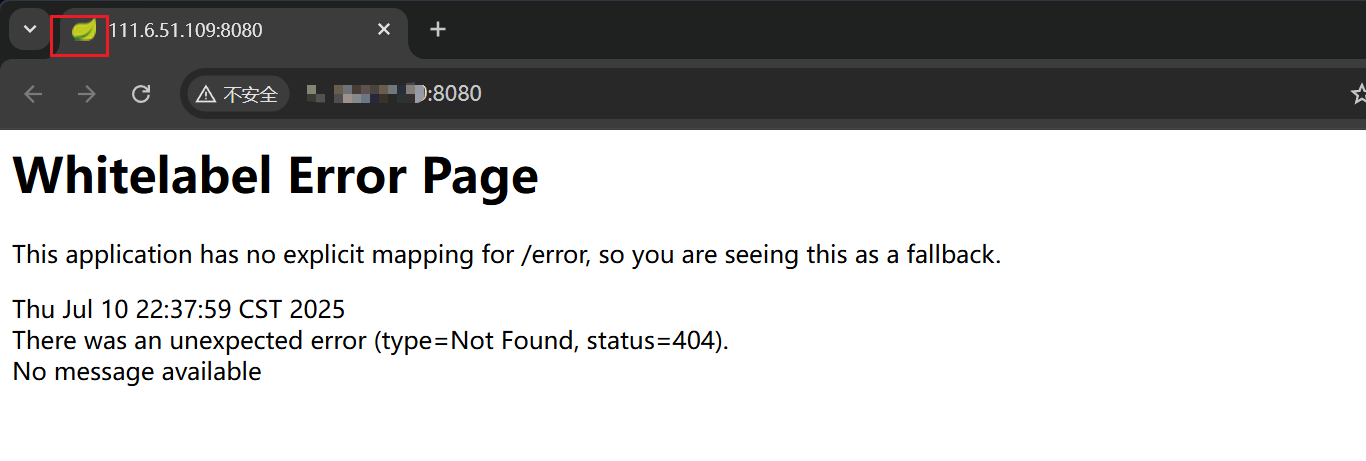 111.6.51.109:8080
不安全
:8080
Whitelabel Error Page
This application has no explicit mapping for /error, so you are seeing this as a fallback.
Thu Jul 10 22:37:59 CST 2025
There was an unexpected error (type=Not Found, status=404).
No message available